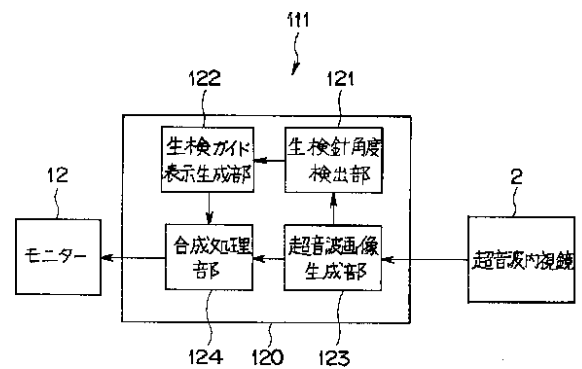 111
122
121
生検ガイド
表示生成部
生検針角度
検出部
12
2
モニター
合成処理
部部
超音波画像
生成部
超音波内視鏡
124
120
123